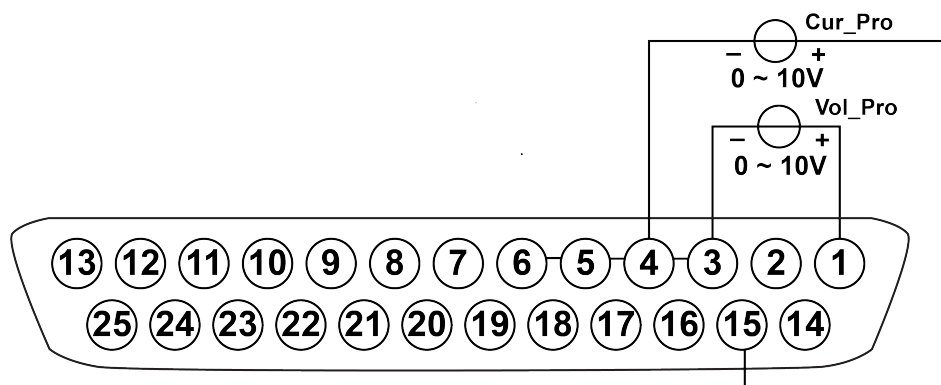 Cur_Pro
– +
0 ~ 10V
Vol_Pro
– +
0 ~ 10V
13 12 11 10 9 8 7 6 5 4 3 2 1
25 24 23 22 21 20 19 18 17 16 15 14